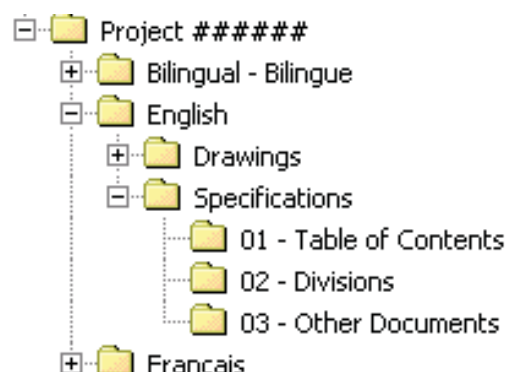 Project ######
Bilingual - Bilingue
English
Drawings
Specifications
01 - Table of Contents
02 - Divisions
03 - Other Documents
Francais